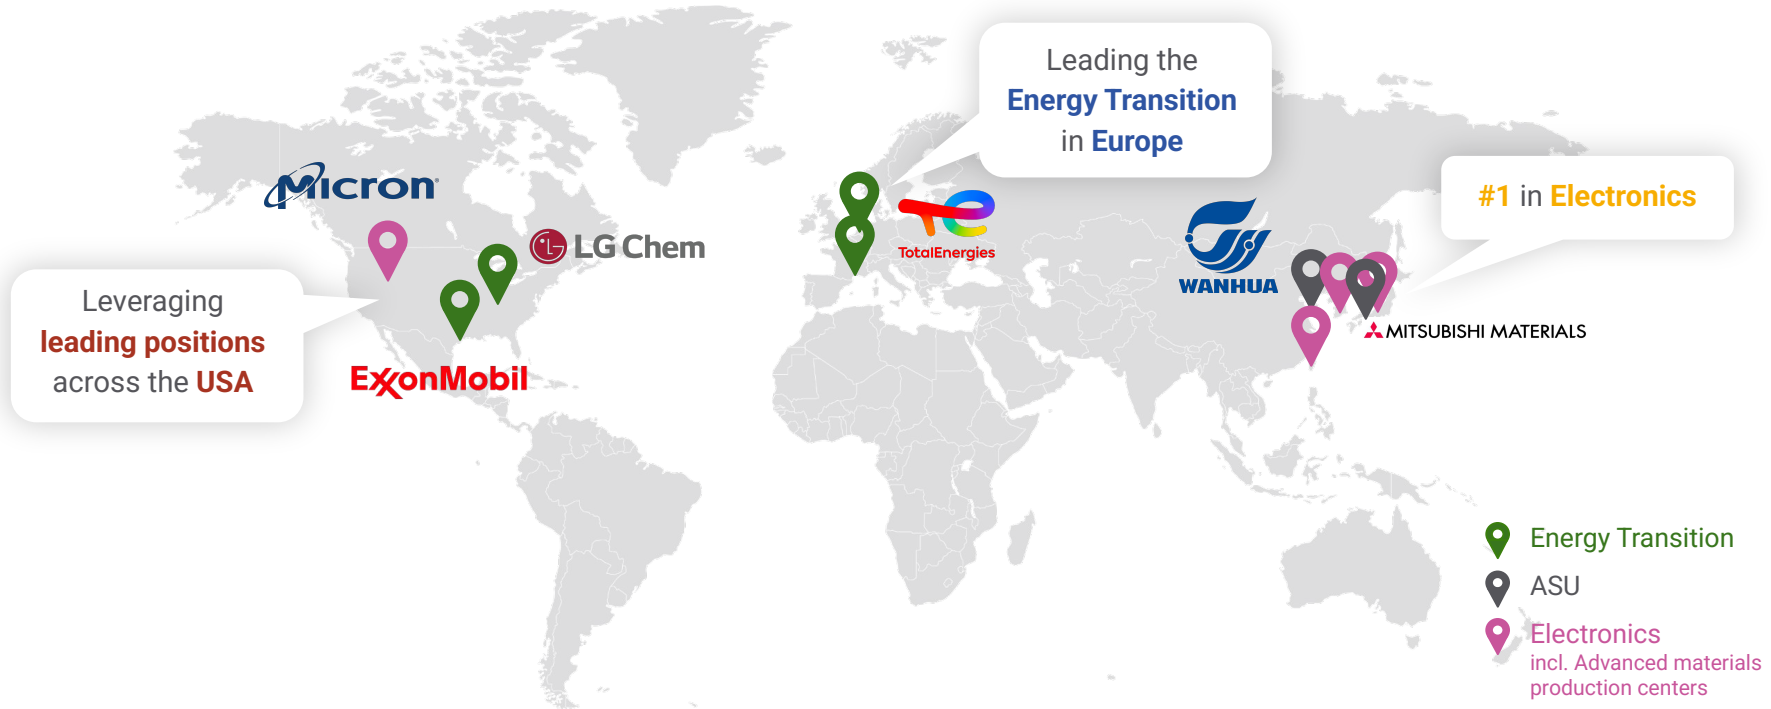 Leading the
Energy Transition
in Europe
MICRON
#1 in Electronics
TotalEnergies
LG Chem
WANHUA
Leveraging
leading positions
across the USA
MITSUBISHI MATERIALS
ExxonMobil
Energy Transition
ASU
Electronics
incl. Advanced materials
production centers